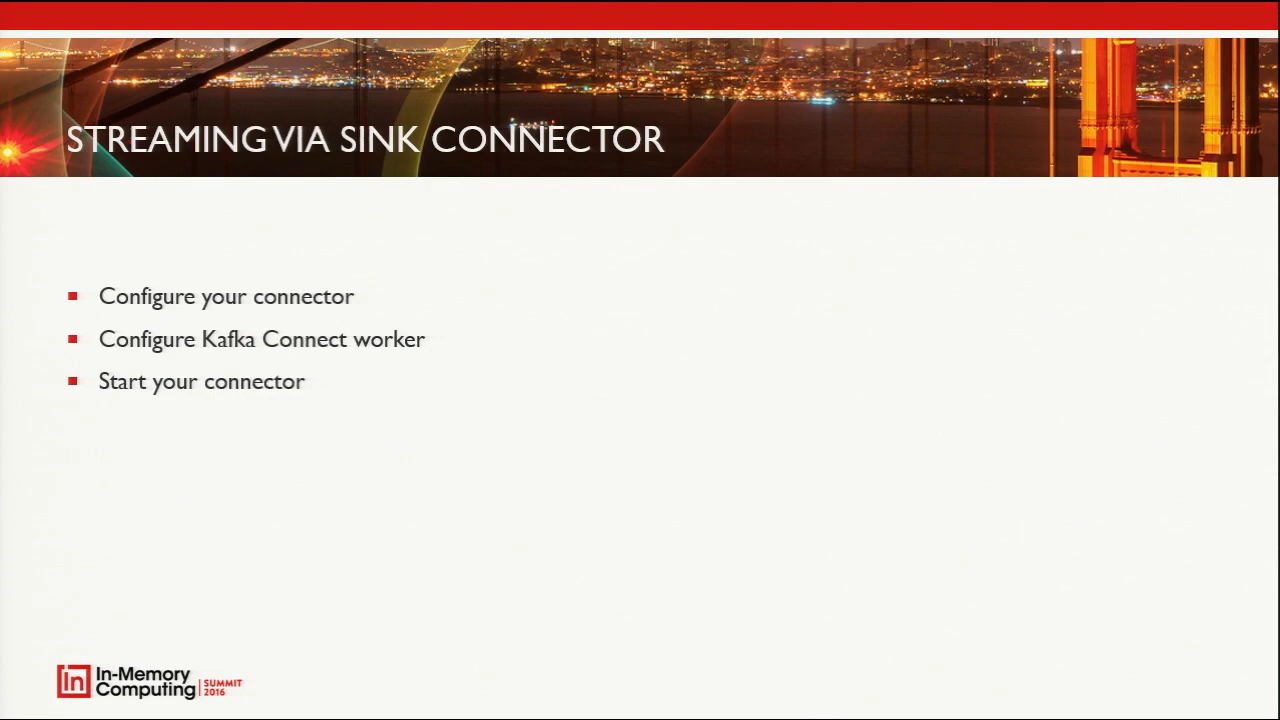 STREAMING VIA SINK CONNECTOR
Configure your connector
Configure Kafka Connect worker
Start your connector
in In-Memory
Computing SUMMIT
2016